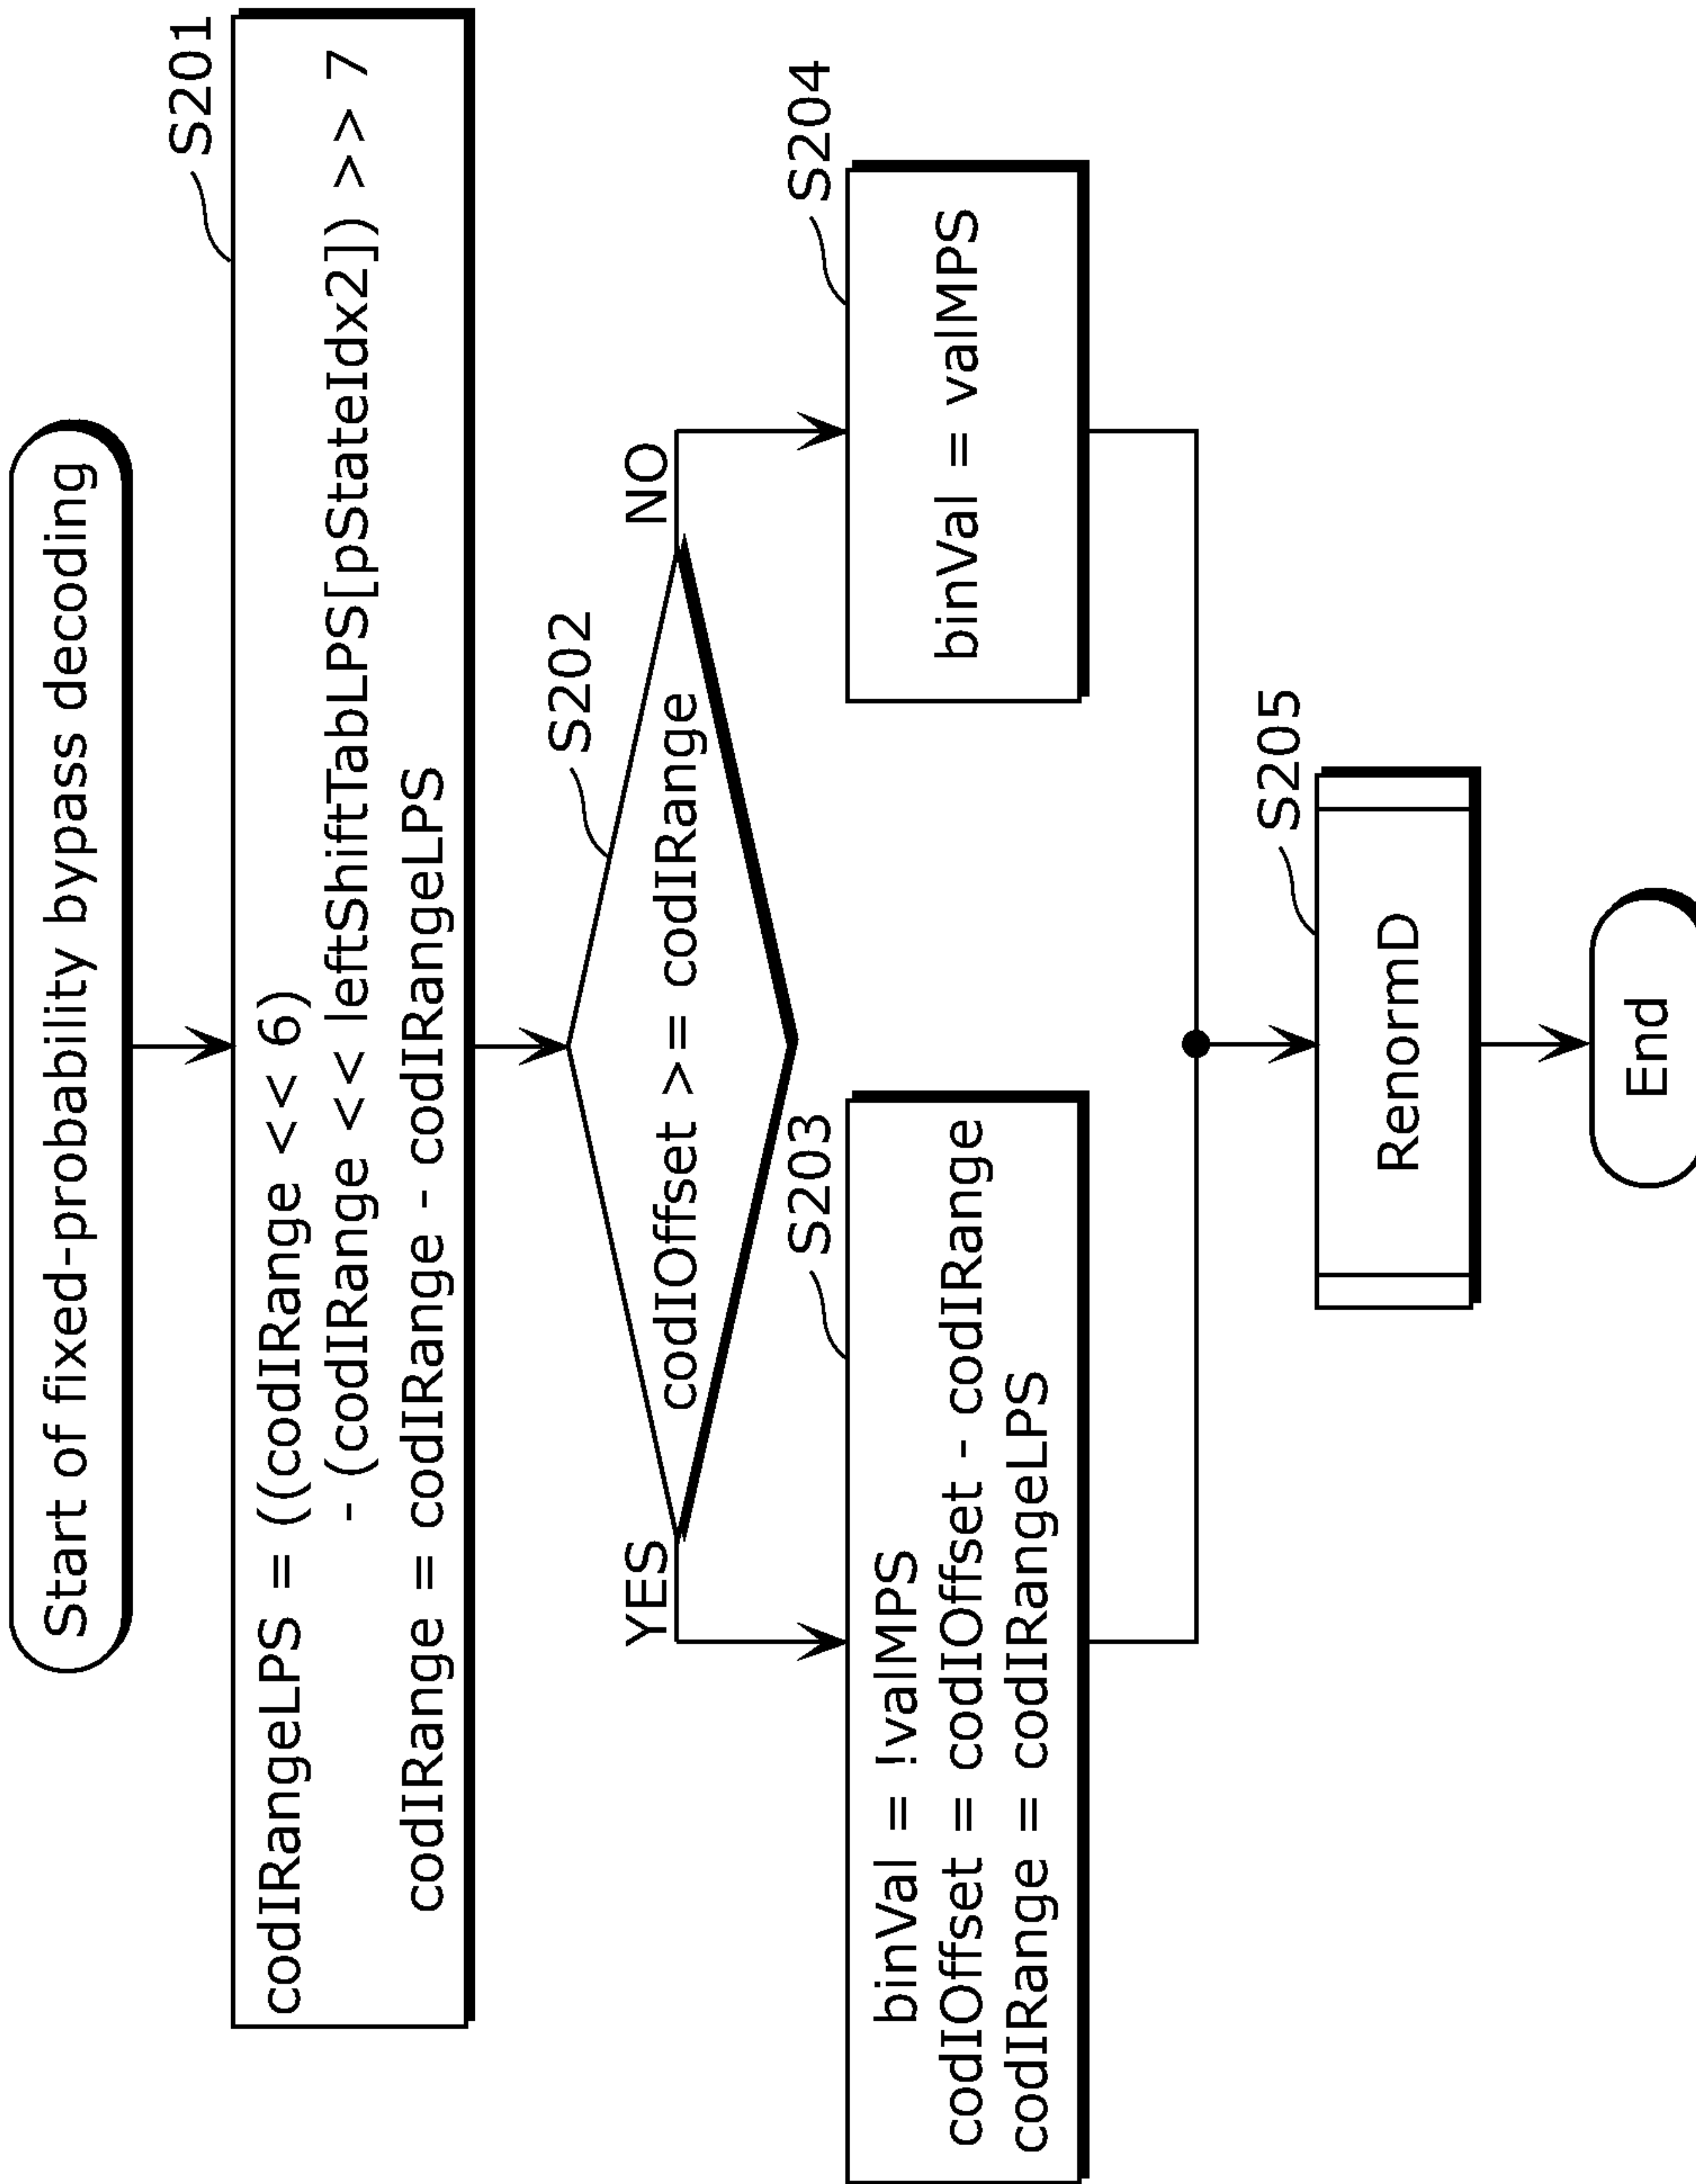 Start of fixed-probability bypass decoding
S201
codIRangeLPS = ((codIRange << 6)
- (codIRange << leftShiftTabLPS[pStateIdx2]) >> 7
codIRange = codIRange - codIRangeLPS
S202
codIOffset >= codIRange
YES
NO
S203
binVal = !valMPS
codIOffset = codIOffset - codIRange
codIRange = codIRangeLPS
S204
binVal = valMPS
S205
RenormD
End